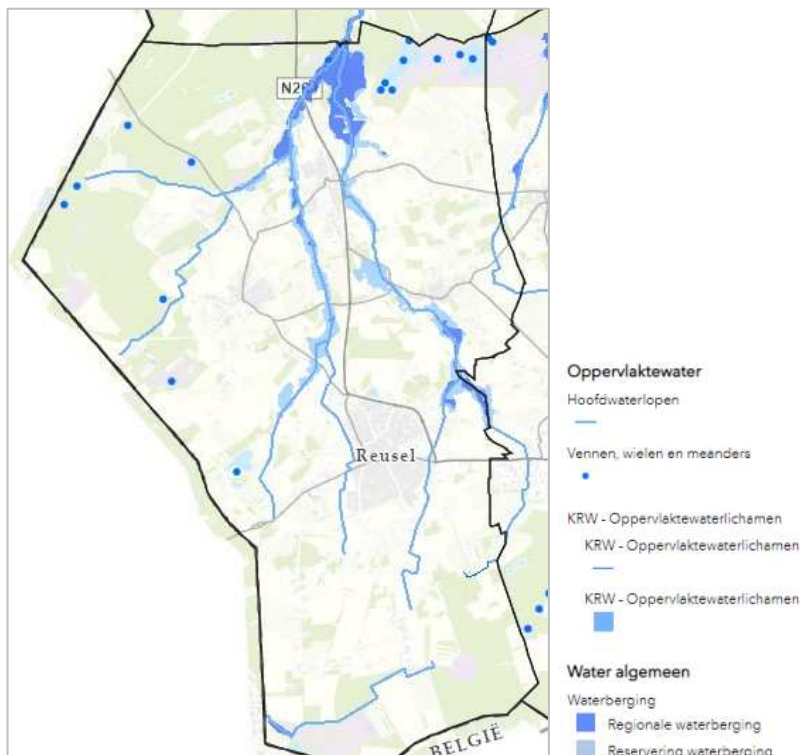 Reusel
BELGIË
Oppervlaktewater
Hoofdwaterlopen
Vennen, wielen en meanders
KRW - Oppervlaktewaterlichamen
KRW - Oppervlaktewaterlichamen
KRW - Oppervlaktewaterlichamen
Water algemeen
Waterberging
Regionale waterberging
Reservering waterberging